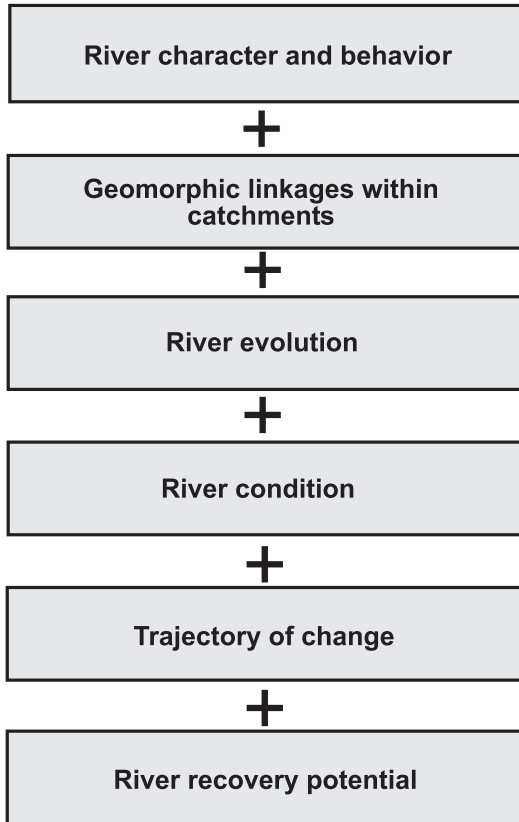 River character and behavior
+
Geomorphic linkages within
catchments
+
River evolution
+
River condition
+
Trajectory of change
+
River recovery potential